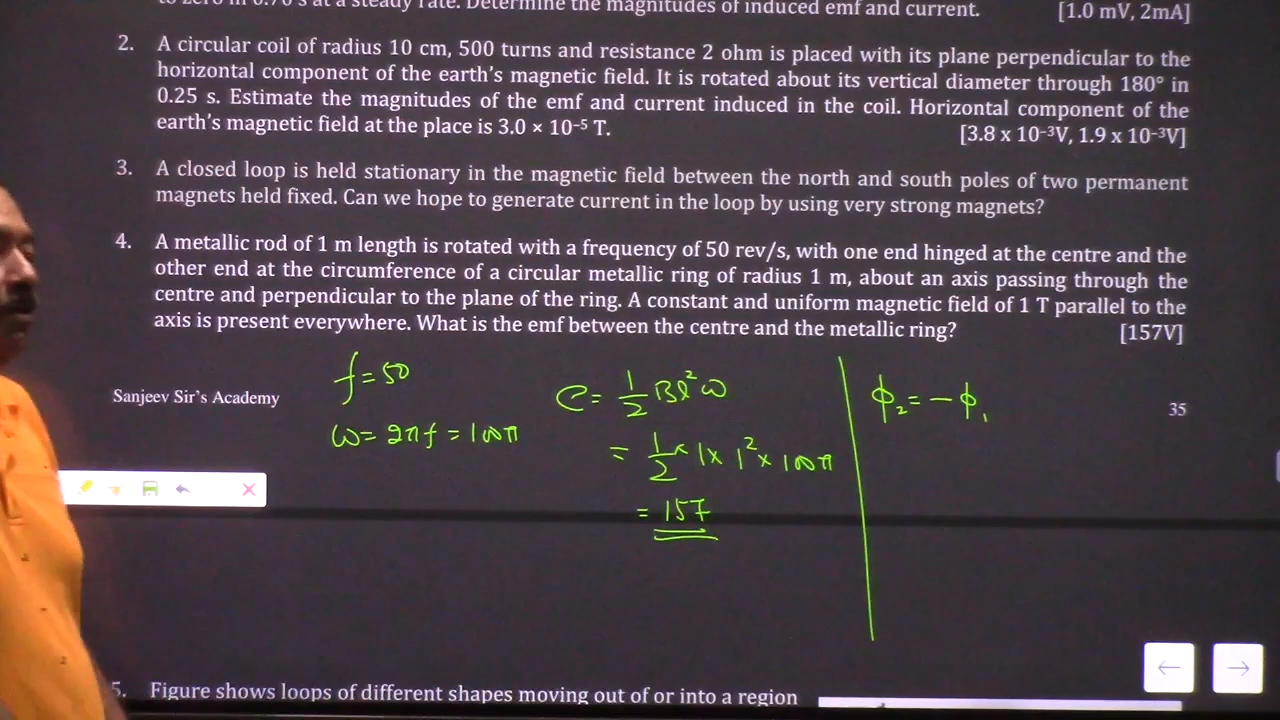 to zero in 0.70 s at a steady rate. Determine the magnitudes of induced emf and current. [1.0 mV, 2mA]
2. A circular coil of radius 10 cm, 500 turns and resistance 2 ohm is placed with its plane perpendicular to the
horizontal component of the earth's magnetic field. It is rotated about its vertical diameter through 180° in
0.25 s. Estimate the magnitudes of the emf and current induced in the coil. Horizontal component of the
earth's magnetic field at the place is 3.0 × 10⁻⁵ T. [3.8 x 10⁻³V, 1.9 x 10⁻³V]
3. A closed loop is held stationary in the magnetic field between the north and south poles of two permanent
magnets held fixed. Can we hope to generate current in the loop by using very strong magnets?
4. A metallic rod of 1 m length is rotated with a frequency of 50 rev/s, with one end hinged at the centre and the
other end at the circumference of a circular metallic ring of radius 1 m, about an axis passing through the
centre and perpendicular to the plane of the ring. A constant and uniform magnetic field of 1 T parallel to the
axis is present everywhere. What is the emf between the centre and the metallic ring? [157V]
f = 50
ω = 2πf = 100π
e = 1/2 Bl²ω
= 1/2 × 1 × 1² × 100π
= 157
ϕ₂ = − ϕ₁
Sanjeev Sir's Academy 35
5. Figure shows loops of different shapes moving out of or into a region